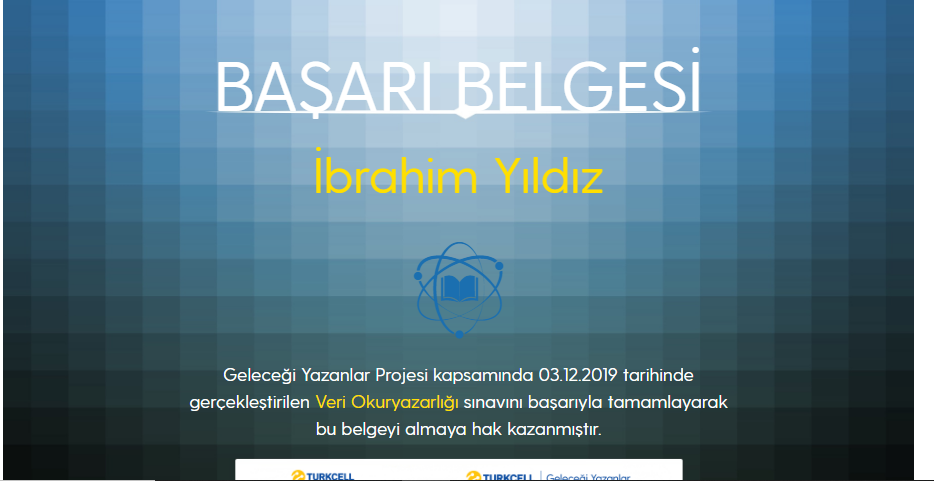 BAŞARI BELGESİ
İbrahim Yıldız
Geleceği Yazanlar Projesi kapsamında 03.12.2019 tarihinde
gerçekleştirilen Veri Okuryazarlığı sınavını başarıyla tamamlayarak
bu belgeyi almaya hak kazanmıştır.
TURKCELL TURKCELL Geleceği Yazanlar